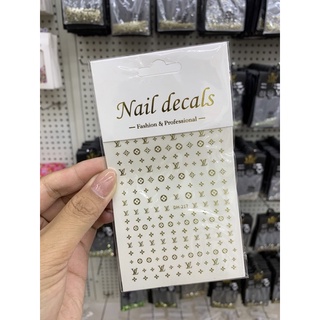 Nail decals
— Fashion & Professional —